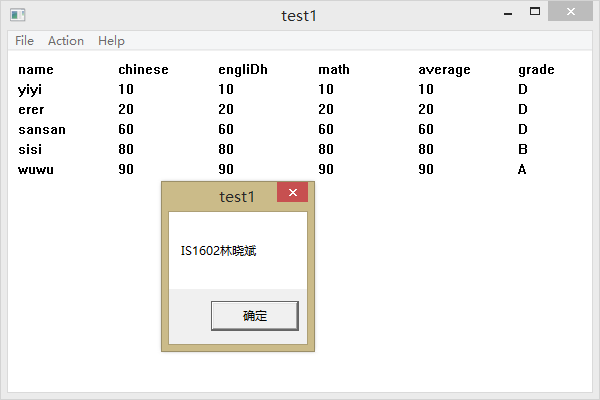 test1
File Action Help
name chinese engliDh math average grade
yiyi 10 10 10 10 D
erer 20 20 20 20 D
sansan 60 60 60 60 D
sisi 80 80 80 80 B
wuwu 90 90 90 90 A
test1
IS1602林晓斌
确定